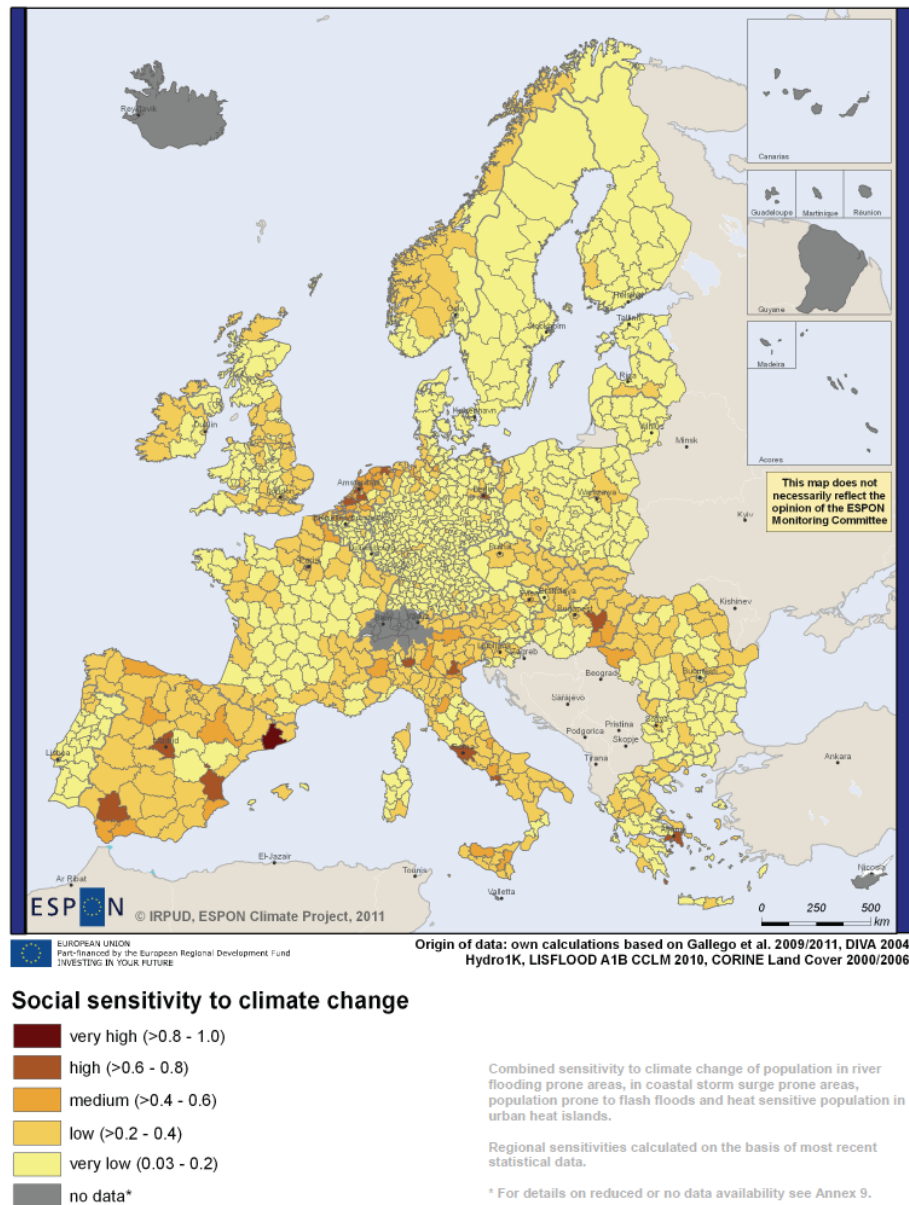 Reykjavik
Canarias
Guadeloupe
Martinique
Réunion
Guyane
Madeira
Acores
This map does not
necessarily reflect the
opinion of the ESPON
Monitoring Committee
Oslo
Helsinki
Tallinn
Stockholm
Riga
København
Vilnius
Minsk
Dublin
London
Amsterdam
Berlin
Warszawa
Kyiv
Paris
Praha
Kishinev
Budapest
Zagreb
Beograd
Bucuresti
Sarajevo
Pristina
Podgorica
Skopje
Tirana
Sofia
Ankara
Madrid
Lisboa
El-Jazair
Tounis
Ar Ribat
Valletta
Nicosia
ESPON
© IRPUD, ESPON Climate Project, 2011
0 250 500
km
EUROPEAN UNION
Part-financed by the European Regional Development Fund
INVESTING IN YOUR FUTURE
Origin of data: own calculations based on Gallego et al. 2009/2011, DIVA 2004
Hydro1K, LISFLOOD A1B CCLM 2010, CORINE Land Cover 2000/2006
Social sensitivity to climate change
very high (>0.8 - 1.0)
high (>0.6 - 0.8)
medium (>0.4 - 0.6)
low (>0.2 - 0.4)
very low (0.03 - 0.2)
no data*
Combined sensitivity to climate change of population in river
flooding prone areas, in coastal storm surge prone areas,
population prone to flash floods and heat sensitive population in
urban heat islands.
Regional sensitivities calculated on the basis of most recent
statistical data.
* For details on reduced or no data availability see Annex 9.